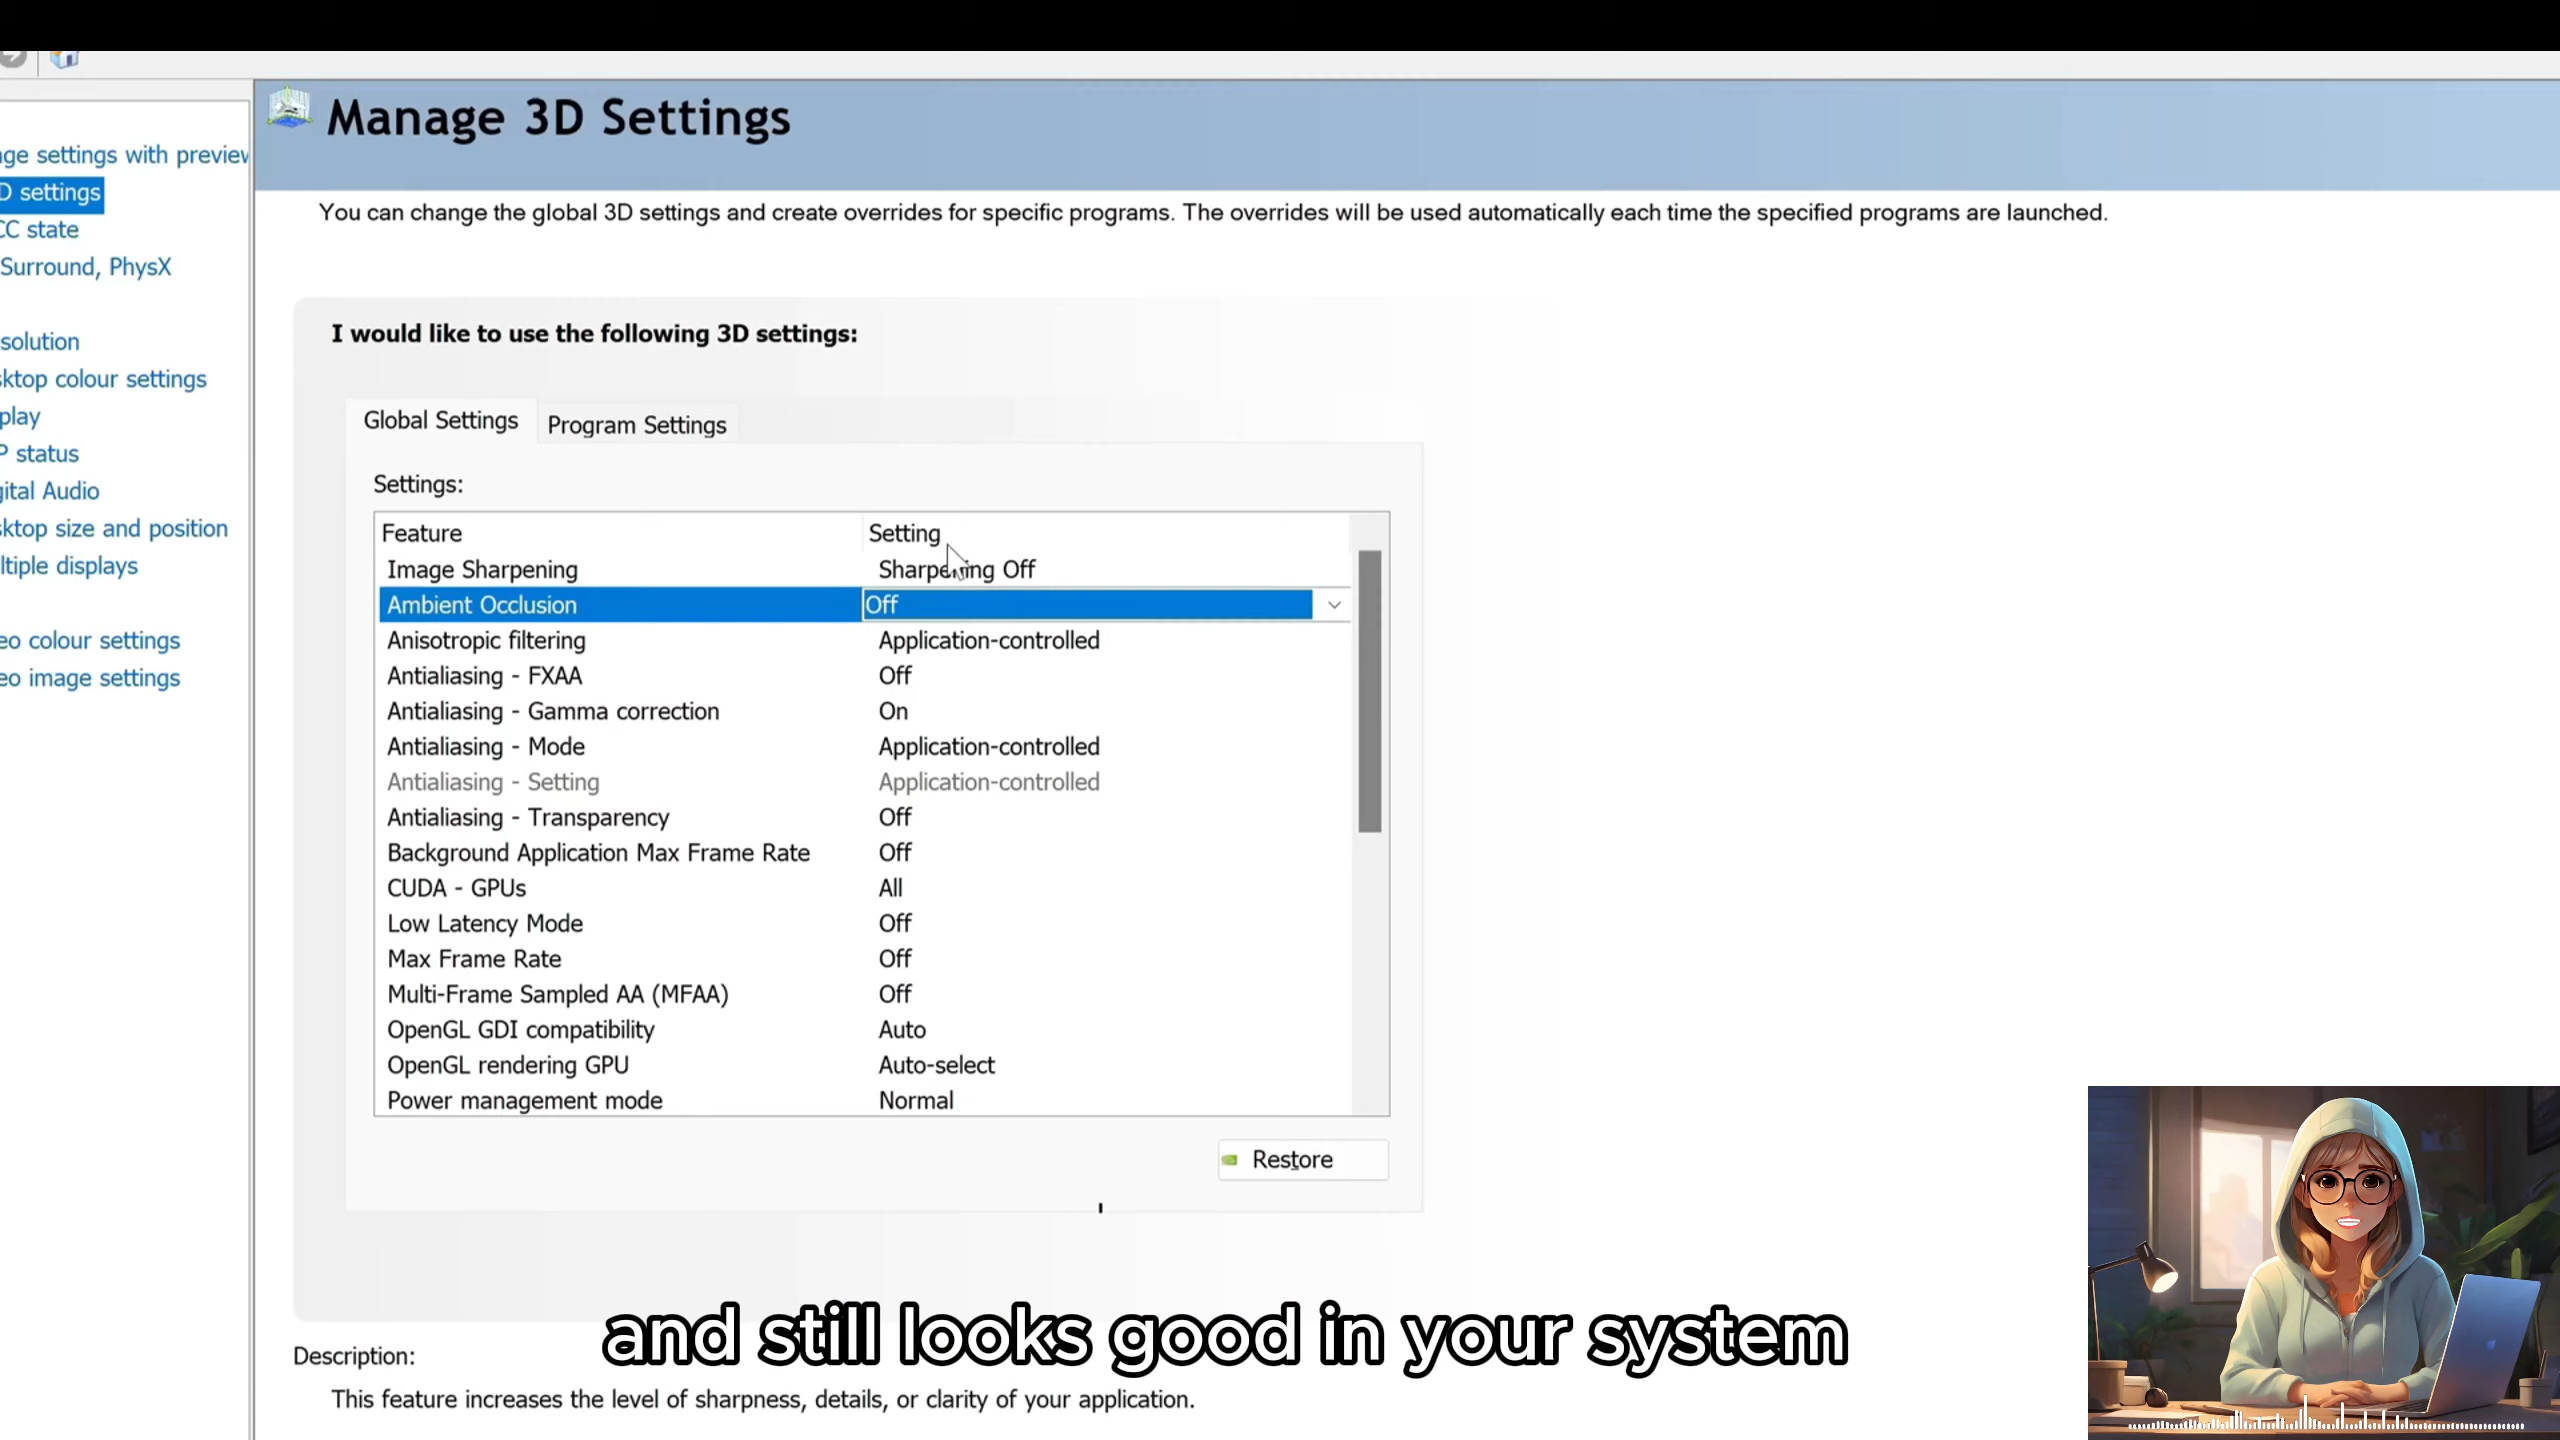 Manage 3D Settings
ge settings with preview
D settings
CC state
Surround, PhysX
solution
ktop colour settings
play
P status
gital Audio
ktop size and position
ltiple displays
eo colour settings
eo image settings
You can change the global 3D settings and create overrides for specific programs. The overrides will be used automatically each time the specified programs are launched.
I would like to use the following 3D settings:
Global Settings Program Settings
Settings:
Feature Setting
Image Sharpening Sharpening Off
Ambient Occlusion Off
Anisotropic filtering Application-controlled
Antialiasing - FXAA Off
Antialiasing - Gamma correction On
Antialiasing - Mode Application-controlled
Antialiasing - Setting Application-controlled
Antialiasing - Transparency Off
Background Application Max Frame Rate Off
CUDA - GPUs All
Low Latency Mode Off
Max Frame Rate Off
Multi-Frame Sampled AA (MFAA) Off
OpenGL GDI compatibility Auto
OpenGL rendering GPU Auto-select
Power management mode Normal
Restore
and still looks good in your system
Description:
This feature increases the level of sharpness, details, or clarity of your application.